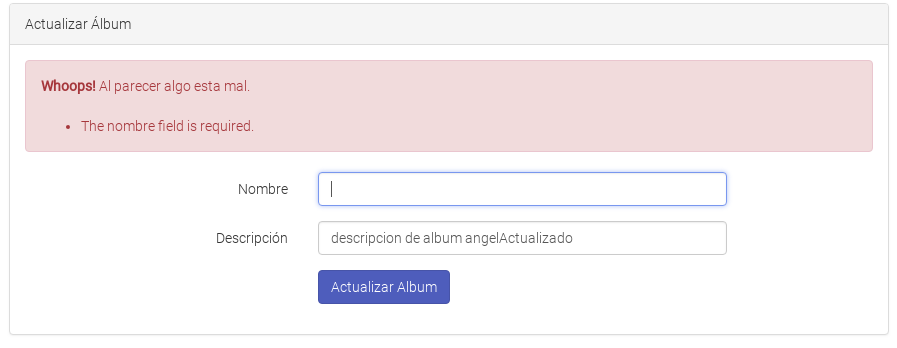 Actualizar Álbum
Whoops! Al parecer algo esta mal.
The nombre field is required.
Nombre
Descripción
descripcion de album angelActualizado
Actualizar Album